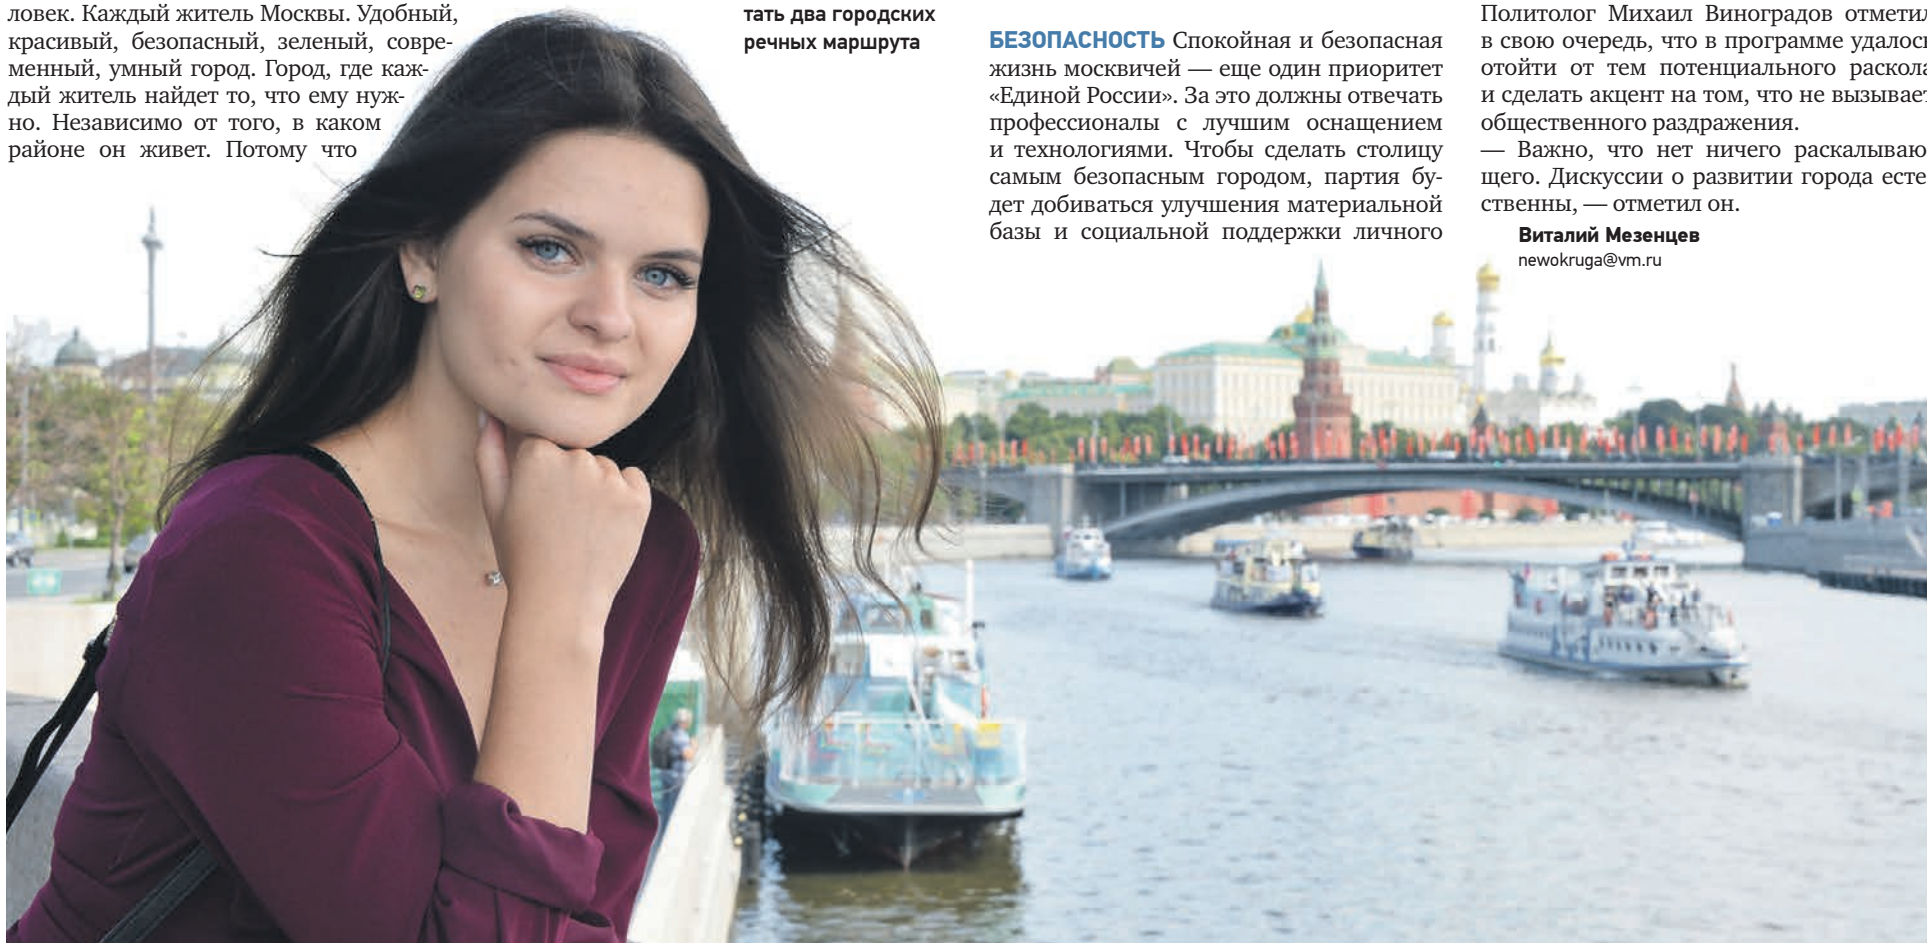 ловек. Каждый житель Москвы. Удобный,
красивый, безопасный, зеленый, совре-
менный, умный город. Город, где каж-
дый житель найдет то, что ему нуж-
но. Независимо от того, в каком
районе он живет. Потому что
тать два городских
речных маршрута
БЕЗОПАСНОСТЬ Спокойная и безопасная
жизнь москвичей — еще один приоритет
«Единой России». За это должны отвечать
профессионалы с лучшим оснащением
и технологиями. Чтобы сделать столицу
самым безопасным городом, партия бу-
дет добиваться улучшения материальной
базы и социальной поддержки личного
Политолог Михаил Виноградов отметил
в свою очередь, что в программе удалось
отойти от тем потенциального раскола
и сделать акцент на том, что не вызывает
общественного раздражения.
— Важно, что нет ничего раскалываю-
щего. Дискуссии о развитии города есте-
ственны, — отметил он.
Виталий Мезенцев
newokruga@vm.ru